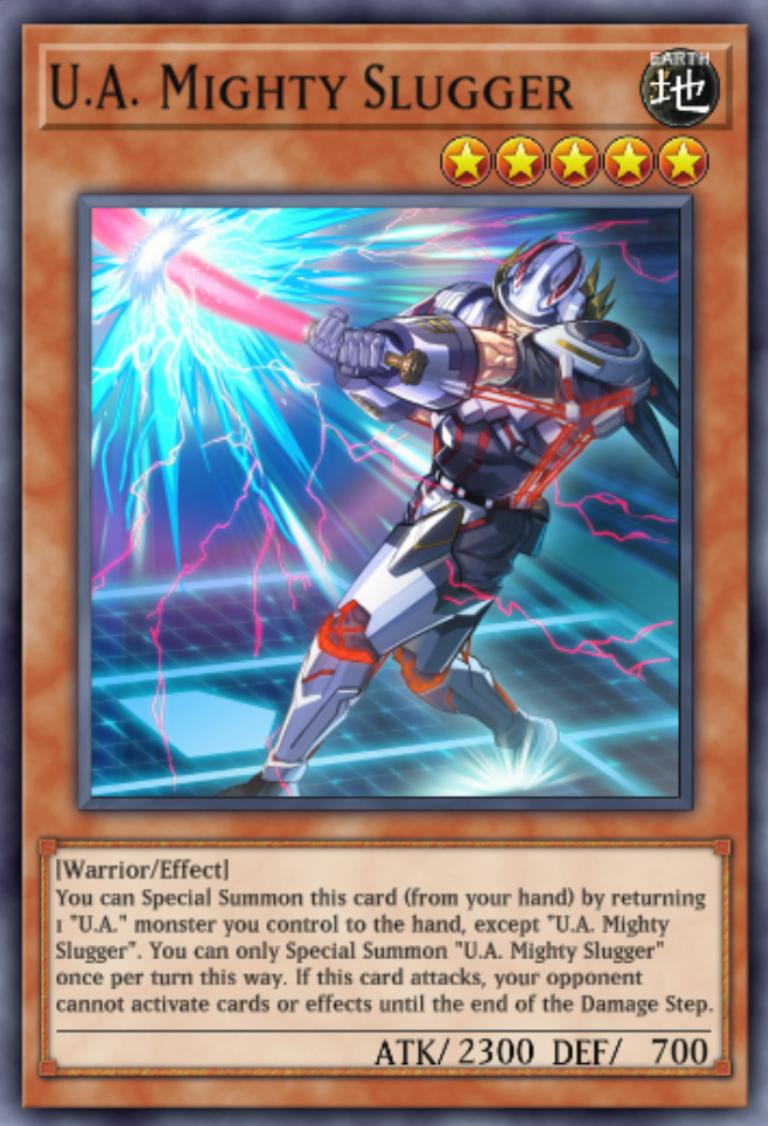 U.A. Mighty Slugger
EARTH
地
[Warrior/Effect]
You can Special Summon this card (from your hand) by returning
1 "U.A." monster you control to the hand, except "U.A. Mighty
Slugger". You can only Special Summon "U.A. Mighty Slugger"
once per turn this way. If this card attacks, your opponent
cannot activate cards or effects until the end of the Damage Step.
ATK/ 2300 DEF/ 700